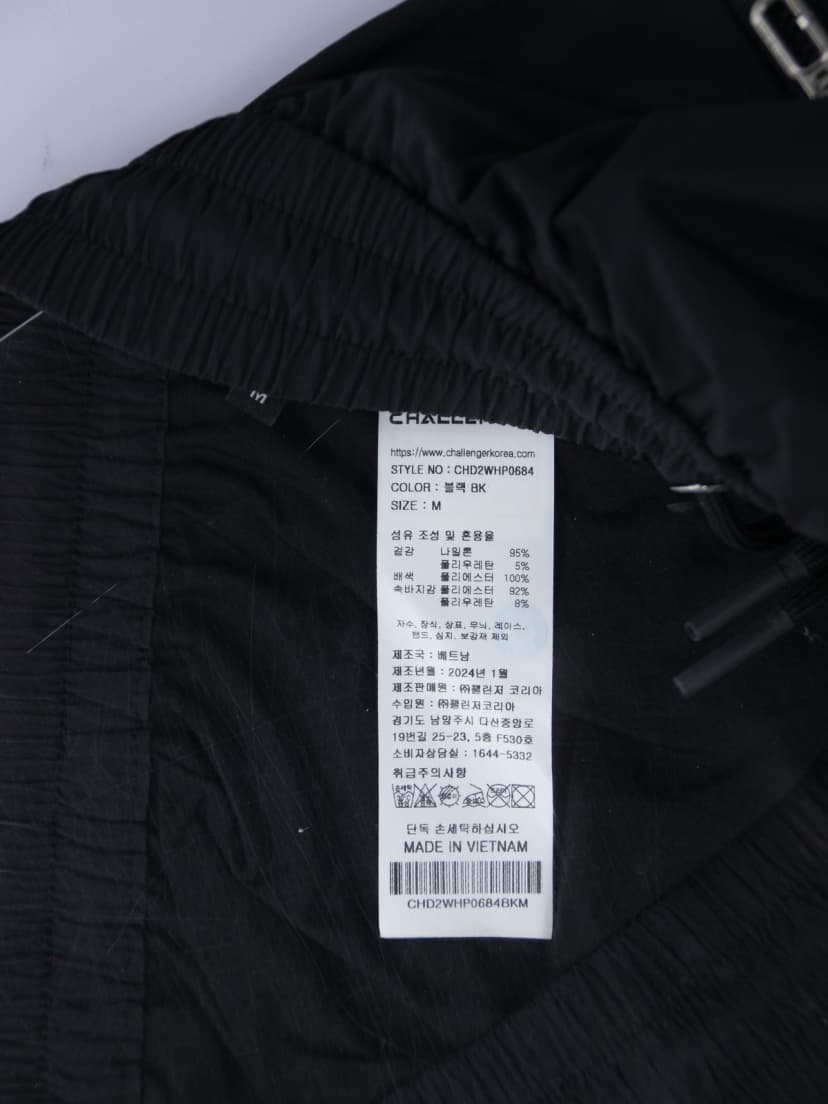 M
https://www.challengerkorea.com
STYLE NO : CHD2WHP0684
COLOR : 블랙 BK
SIZE : M
섬유 조성 및 혼용율
겉감 나일론 95%
폴리우레탄 5%
배색 폴리에스터 100%
속바지감 폴리에스터 92%
폴리우레탄 8%
자수, 장식, 상표, 무늬, 레이스,
밴드, 심지, 보강재 제외
제조국 : 베트남
제조년월 : 2024년 1월
제조판매원 : ㈜챌린저 코리아
수입원 : ㈜챌린저코리아
경기도 남양주시 다산중앙로
19번길 25-23, 5층 F530호
소비자상담실 : 1644-5332
취급주의사항
단독 손세탁하십시오
MADE IN VIETNAM
CHD2WHP0684BKM